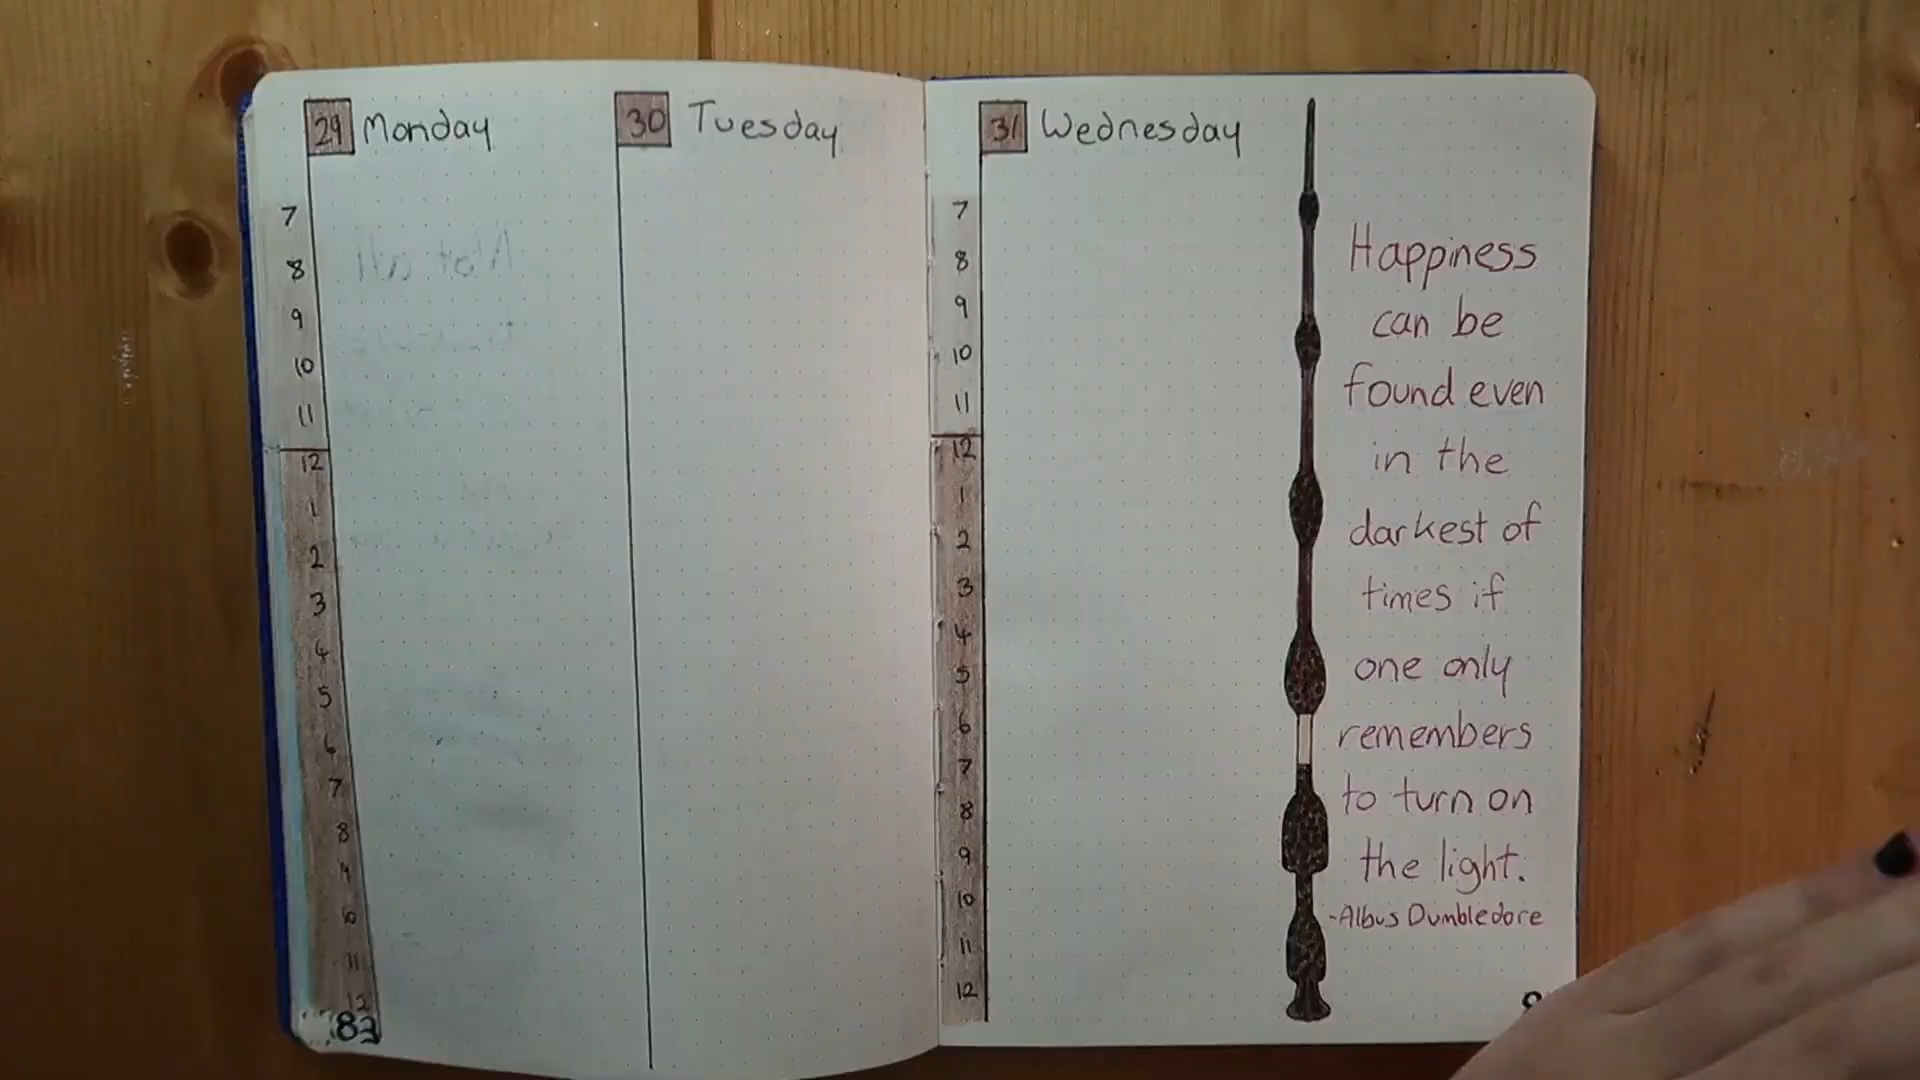 29 Monday
30 Tuesday
7
8
9
10
11
12
1
2
3
4
5
6
7
8
9
10
11
12
83
31 Wednesday
7
8
9
10
11
12
1
2
3
4
5
6
7
8
9
10
11
12
Happiness
can be
found even
in the
darkest of
times if
one only
remembers
to turn on
the light.
-Albus Dumbledore